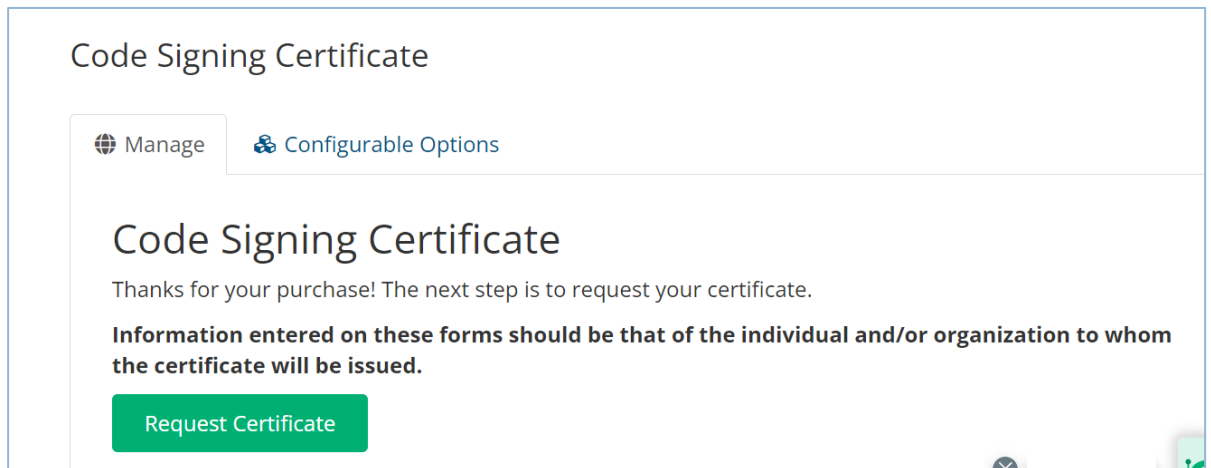 Code Signing Certificate
Manage
Configurable Options
Code Signing Certificate
Thanks for your purchase! The next step is to request your certificate.
Information entered on these forms should be that of the individual and/or organization to whom
the certificate will be issued.
Request Certificate